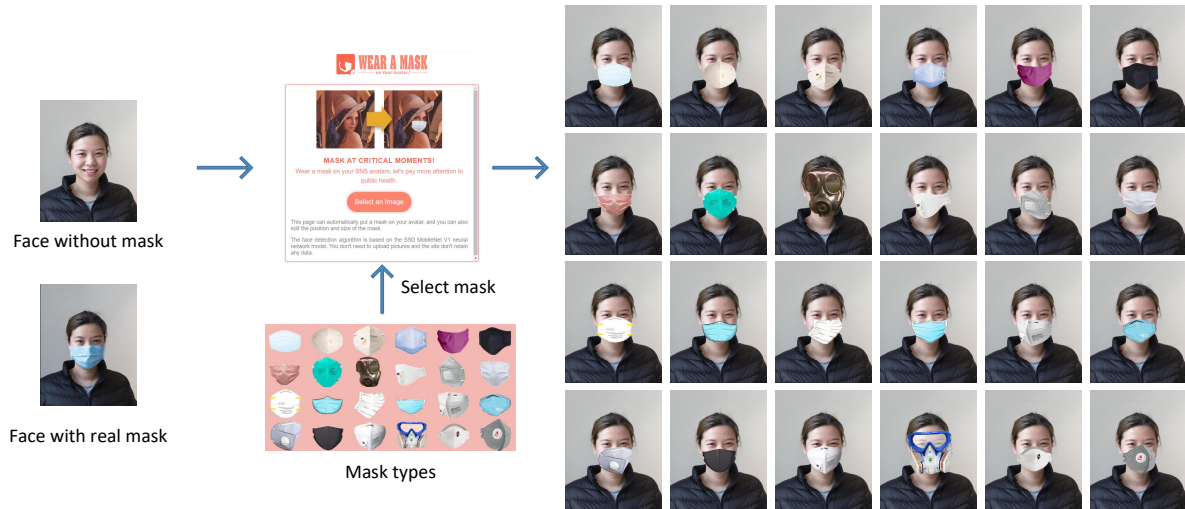 WEAR A MASK
on Your Avatar!
MASK AT CRITICAL MOMENTS!
Wear a mask on your SNS avatars, let's pay more attention to
public health.
Select an Image
This page can automatically put a mask on your avatar, and you can also
edit the position and size of the mask.
The face detection algorithm is based on the SSD MobileNet V1 neural
network model. You don't need to upload pictures and the site don't retain
any data.
Face without mask
Select mask
Face with real mask
Mask types